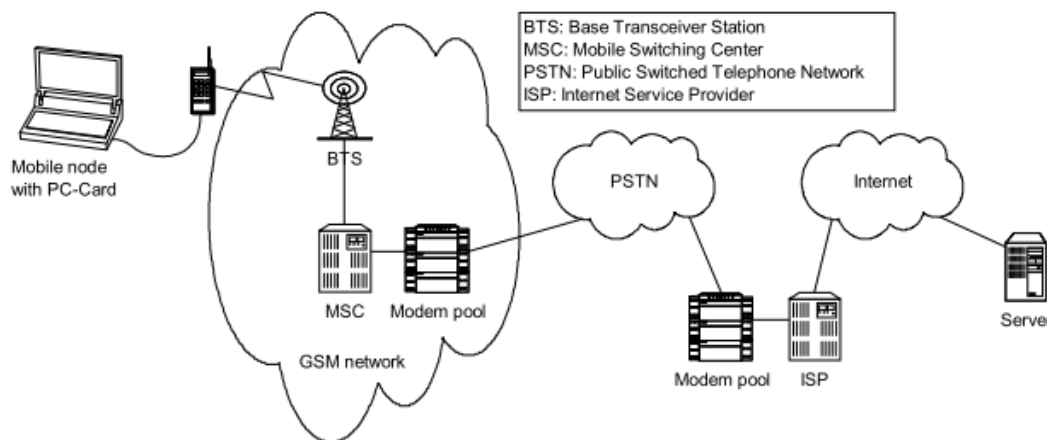 BTS: Base Transceiver Station
MSC: Mobile Switching Center
PSTN: Public Switched Telephone Network
ISP: Internet Service Provider
Mobile node
with PC-Card
BTS
PSTN
Internet
MSC
Modem pool
Server
GSM network
Modem pool
ISP